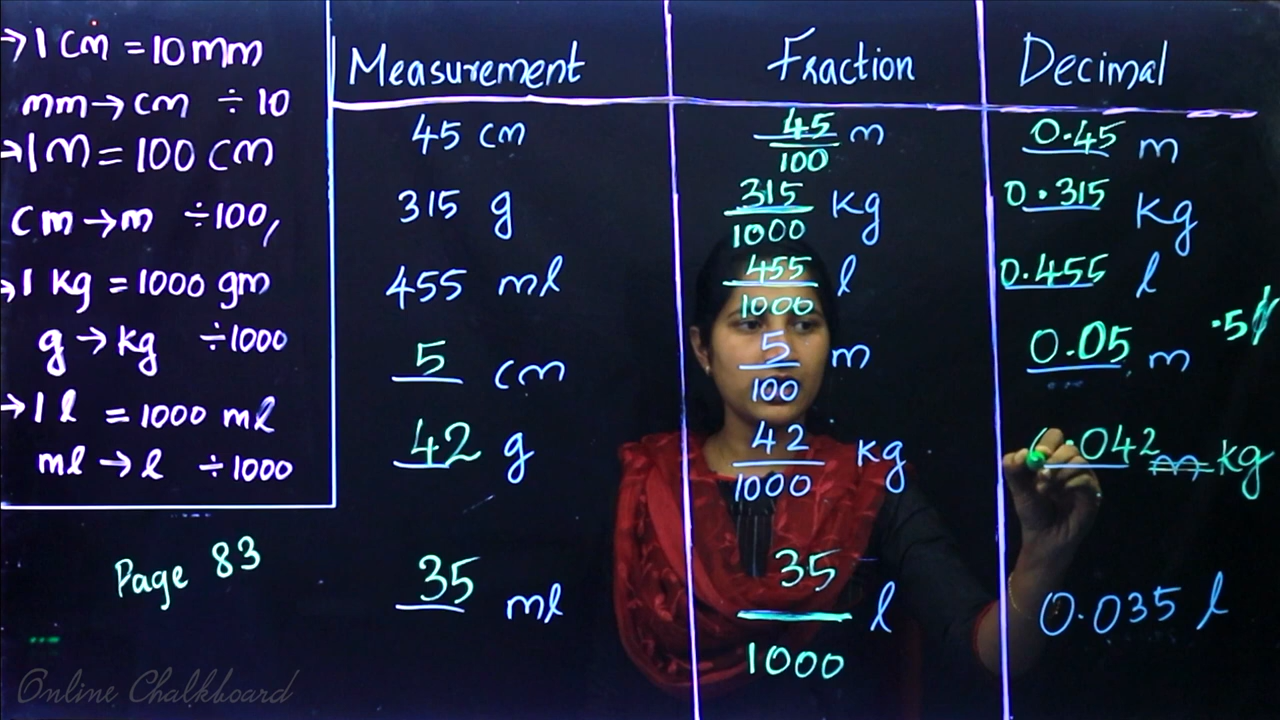 → 1 cm = 10 mm
mm → cm ÷ 10
→ 1 m = 100 cm
cm → m ÷ 100,
→ 1 kg = 1000 gm
g → kg ÷ 1000
→ 1 l = 1000 ml
ml → l ÷ 1000
Page 83
Measurement Fraction Decimal
45 cm 45/100 m 0.45 m
315 g 315/1000 kg 0.315 kg
455 ml 455/1000 l 0.455 l
5 cm 5/100 m 0.05 m .5
42 g 42/1000 kg .042 m kg
35 ml 35/1000 l 0.035 l
Online Chalkboard